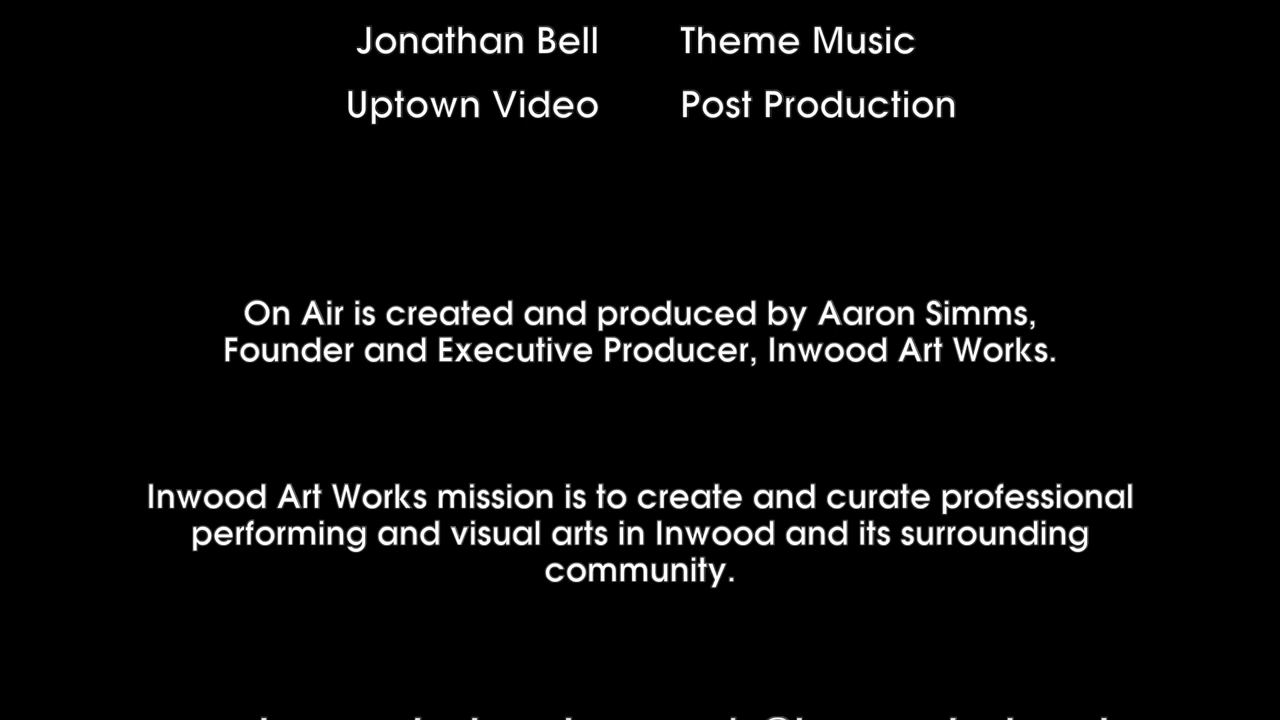 Jonathan Bell Theme Music
Uptown Video Post Production
On Air is created and produced by Aaron Simms,
Founder and Executive Producer, Inwood Art Works.
Inwood Art Works mission is to create and curate professional
performing and visual arts in Inwood and its surrounding
community.